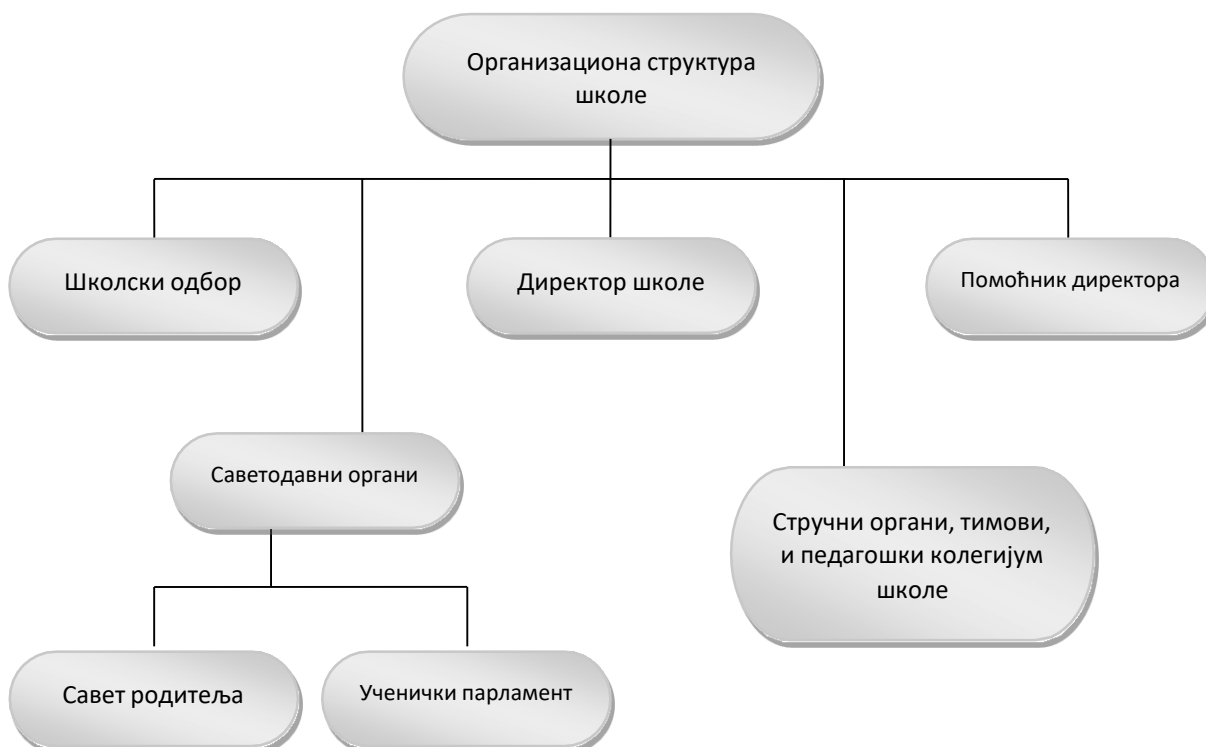 Организациона структура
школе
Школски одбор
Директор школе
Помоћник директора
Саветодавни органи
Стручни органи, тимови,
и педагошки колегијум
школе
Савет родитеља
Ученички парламент